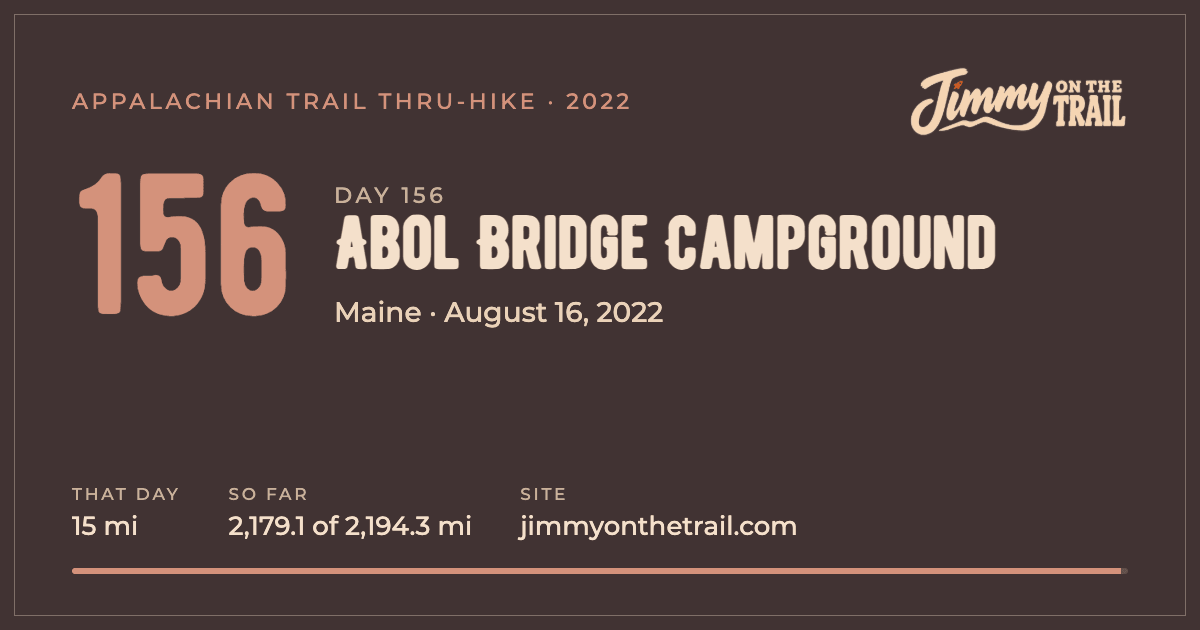 APPALACHIAN TRAIL THRU-HIKE · 2022
Jimmy ON THE TRAIL
156
DAY 156
ABOL BRIDGE CAMPGROUND
Maine · August 16, 2022
THAT DAY
15 mi
SO FAR
2,179.1 of 2,194.3 mi
SITE
jimmyonthetrail.com